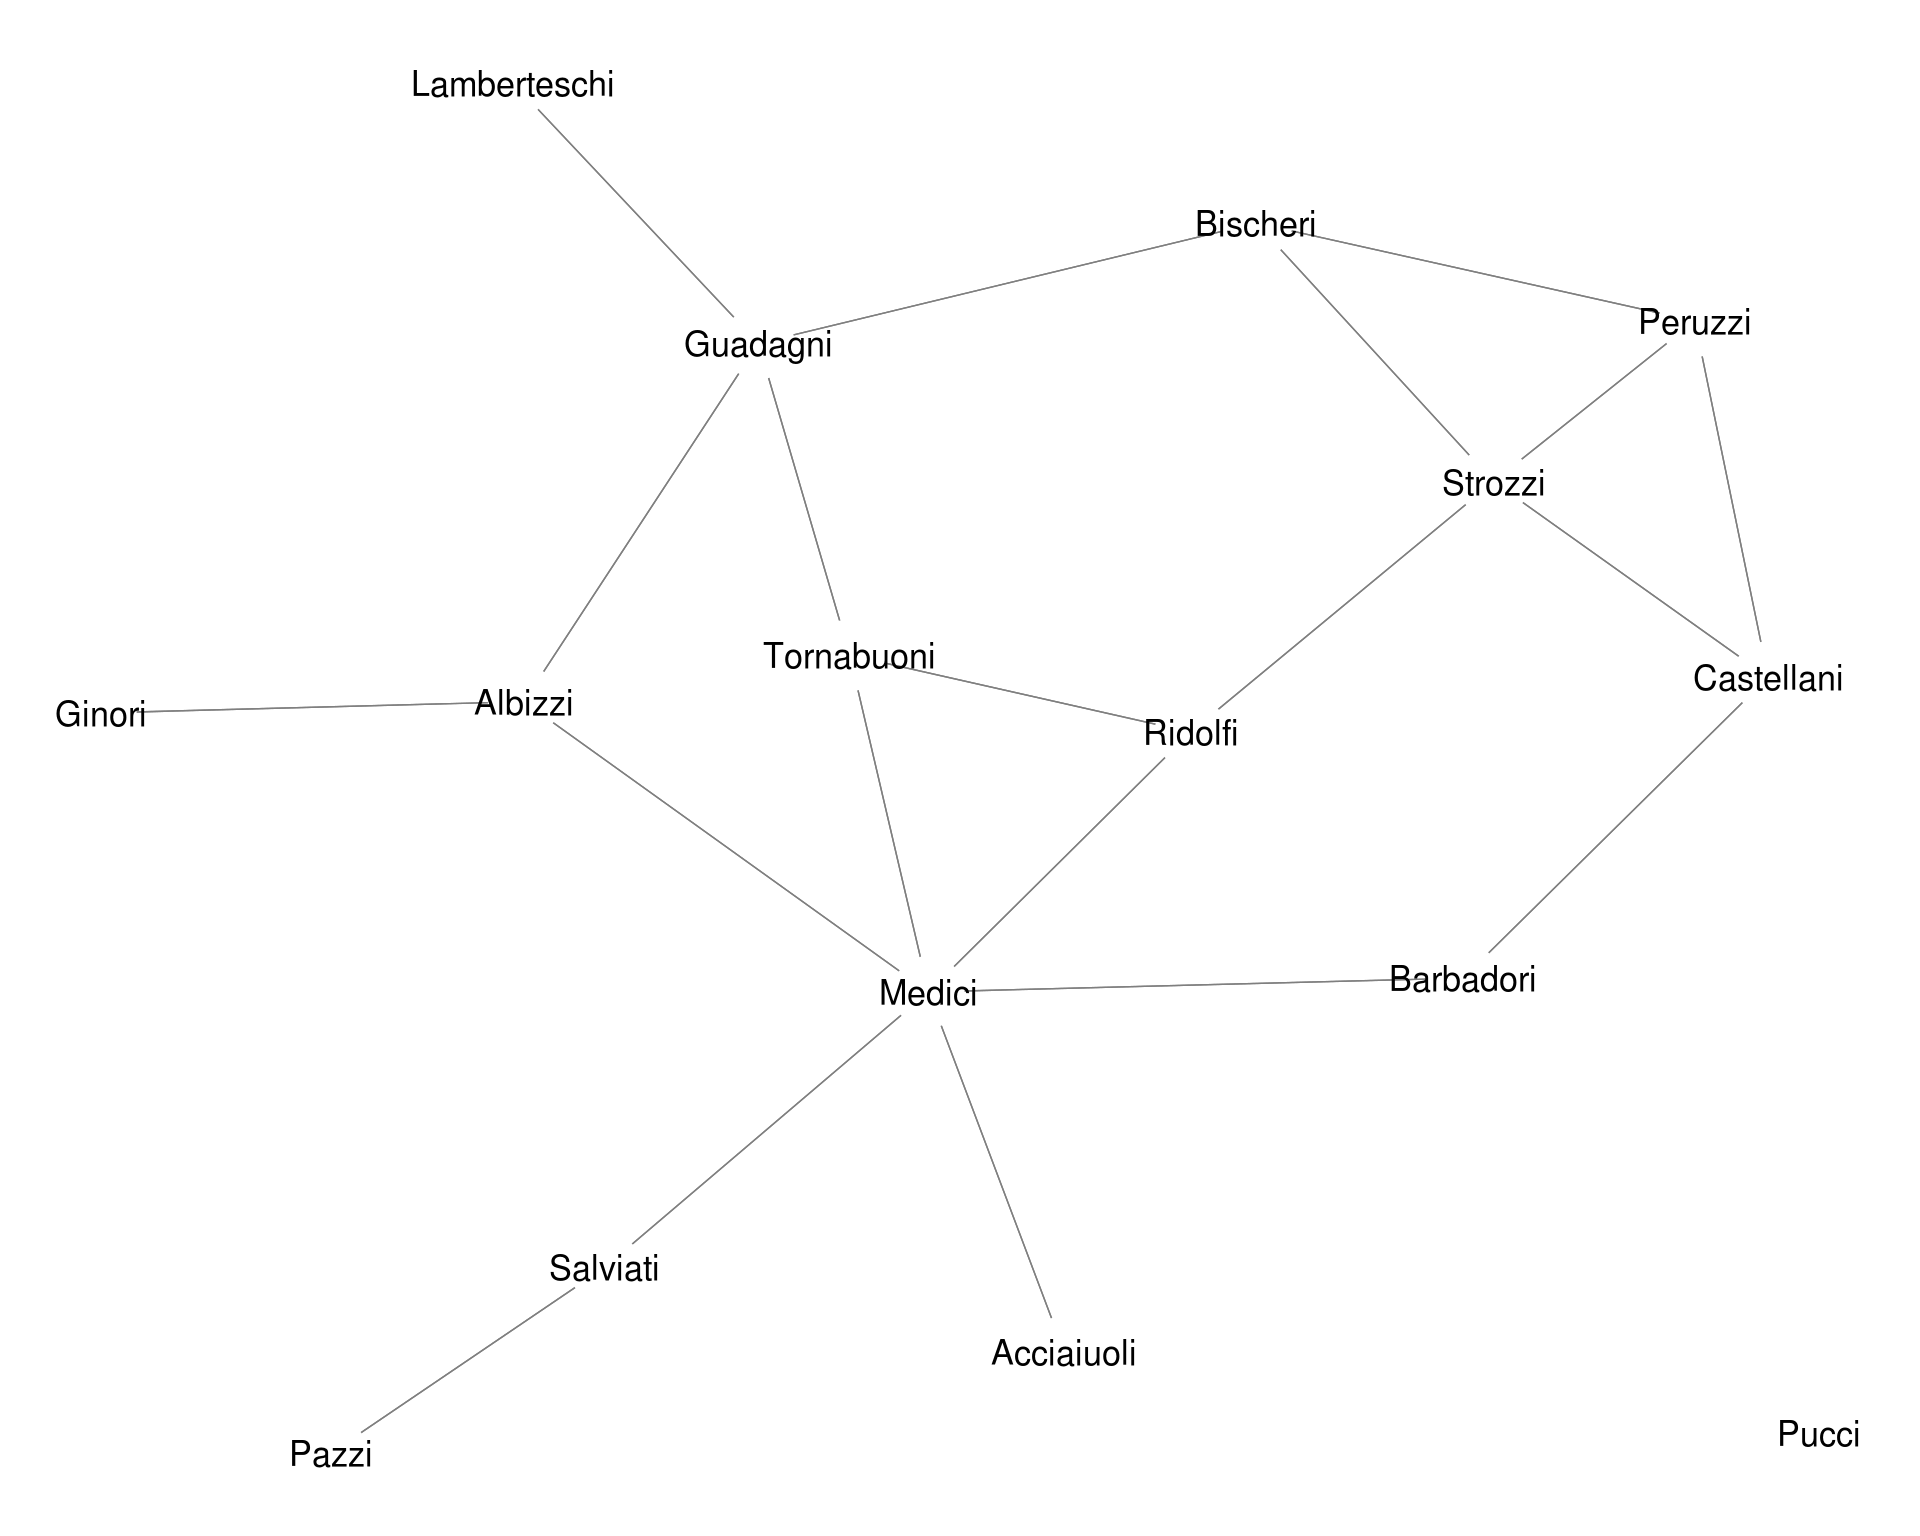 Lamberteschi
Bischeri
Peruzzi
Guadagni
Strozzi
Tornabuoni
Castellani
Albizzi
Ginori
Ridolfi
Barbadori
Medici
Salviati
Acciaiuoli
Pucci
Pazzi